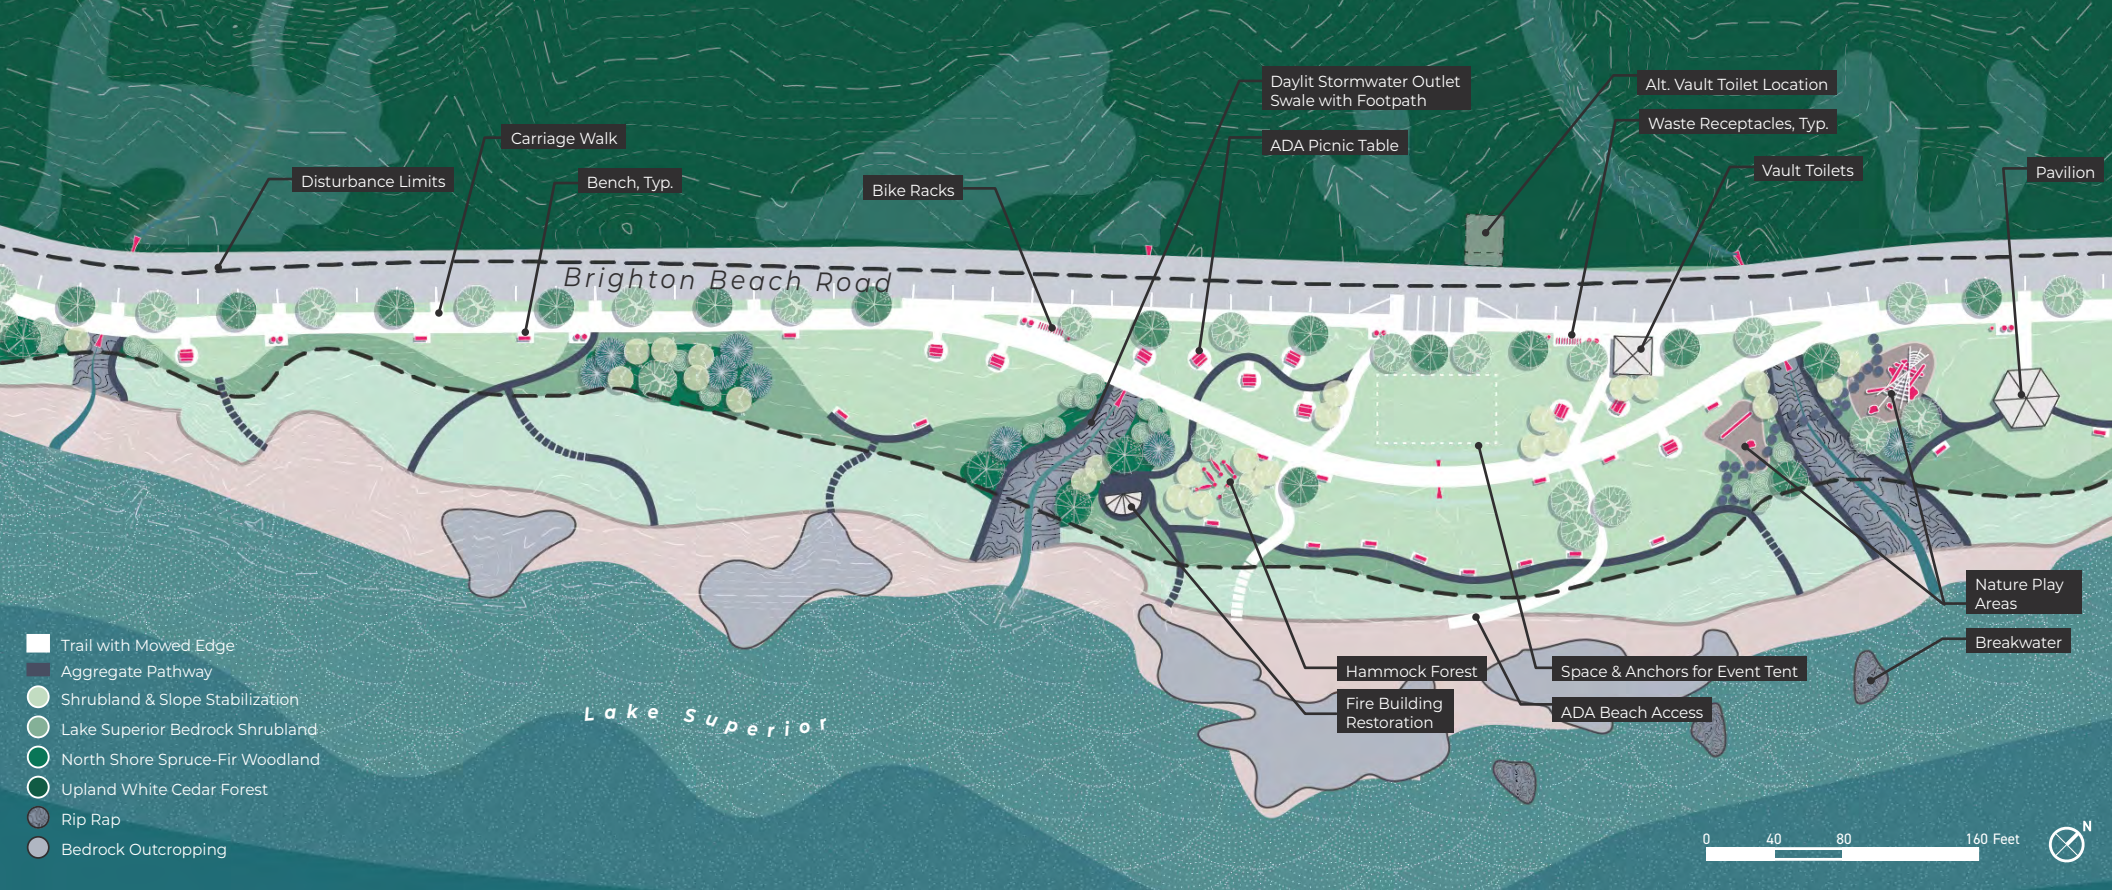 Daylit Stormwater Outlet
Swale with Footpath
Alt. Vault Toilet Location
Waste Receptacles, Typ.
Carriage Walk
ADA Picnic Table
Vault Toilets
Pavilion
Disturbance Limits
Bench, Typ.
Bike Racks
Brighton Beach Road
Nature Play
Areas
Breakwater
Hammock Forest
Space & Anchors for Event Tent
Fire Building
Restoration
ADA Beach Access
Lake Superior
Trail with Mowed Edge
Aggregate Pathway
Shrubland & Slope Stabilization
Lake Superior Bedrock Shrubland
North Shore Spruce-Fir Woodland
Upland White Cedar Forest
Rip Rap
Bedrock Outcropping
0 40 80 160 Feet
N